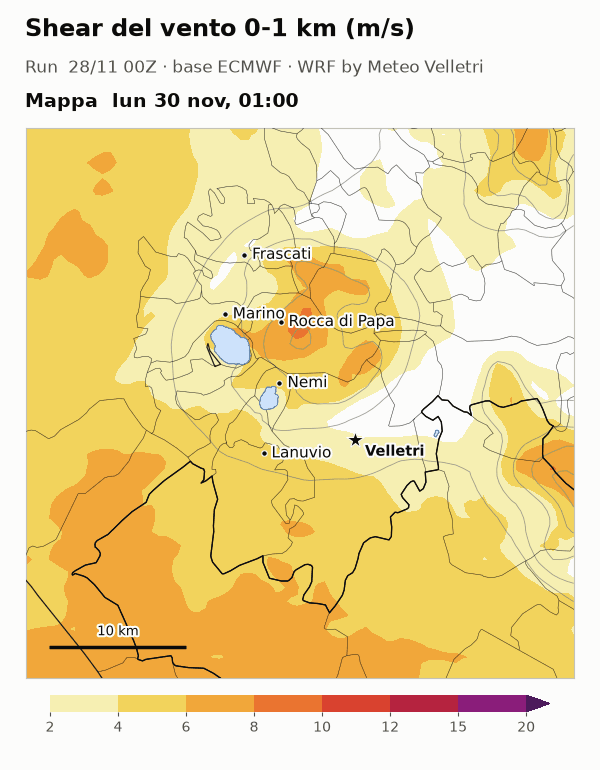 Shear del vento 0-1 km (m/s)
Run  28/11 00Z · base ECMWF · WRF by Meteo Velletri
Mappa  lun 30 nov, 01:00
Frascati
Marino
Rocca di Papa
Nemi
Velletri
Lanuvio
10 km
2 4 6 8 10 12 15 20